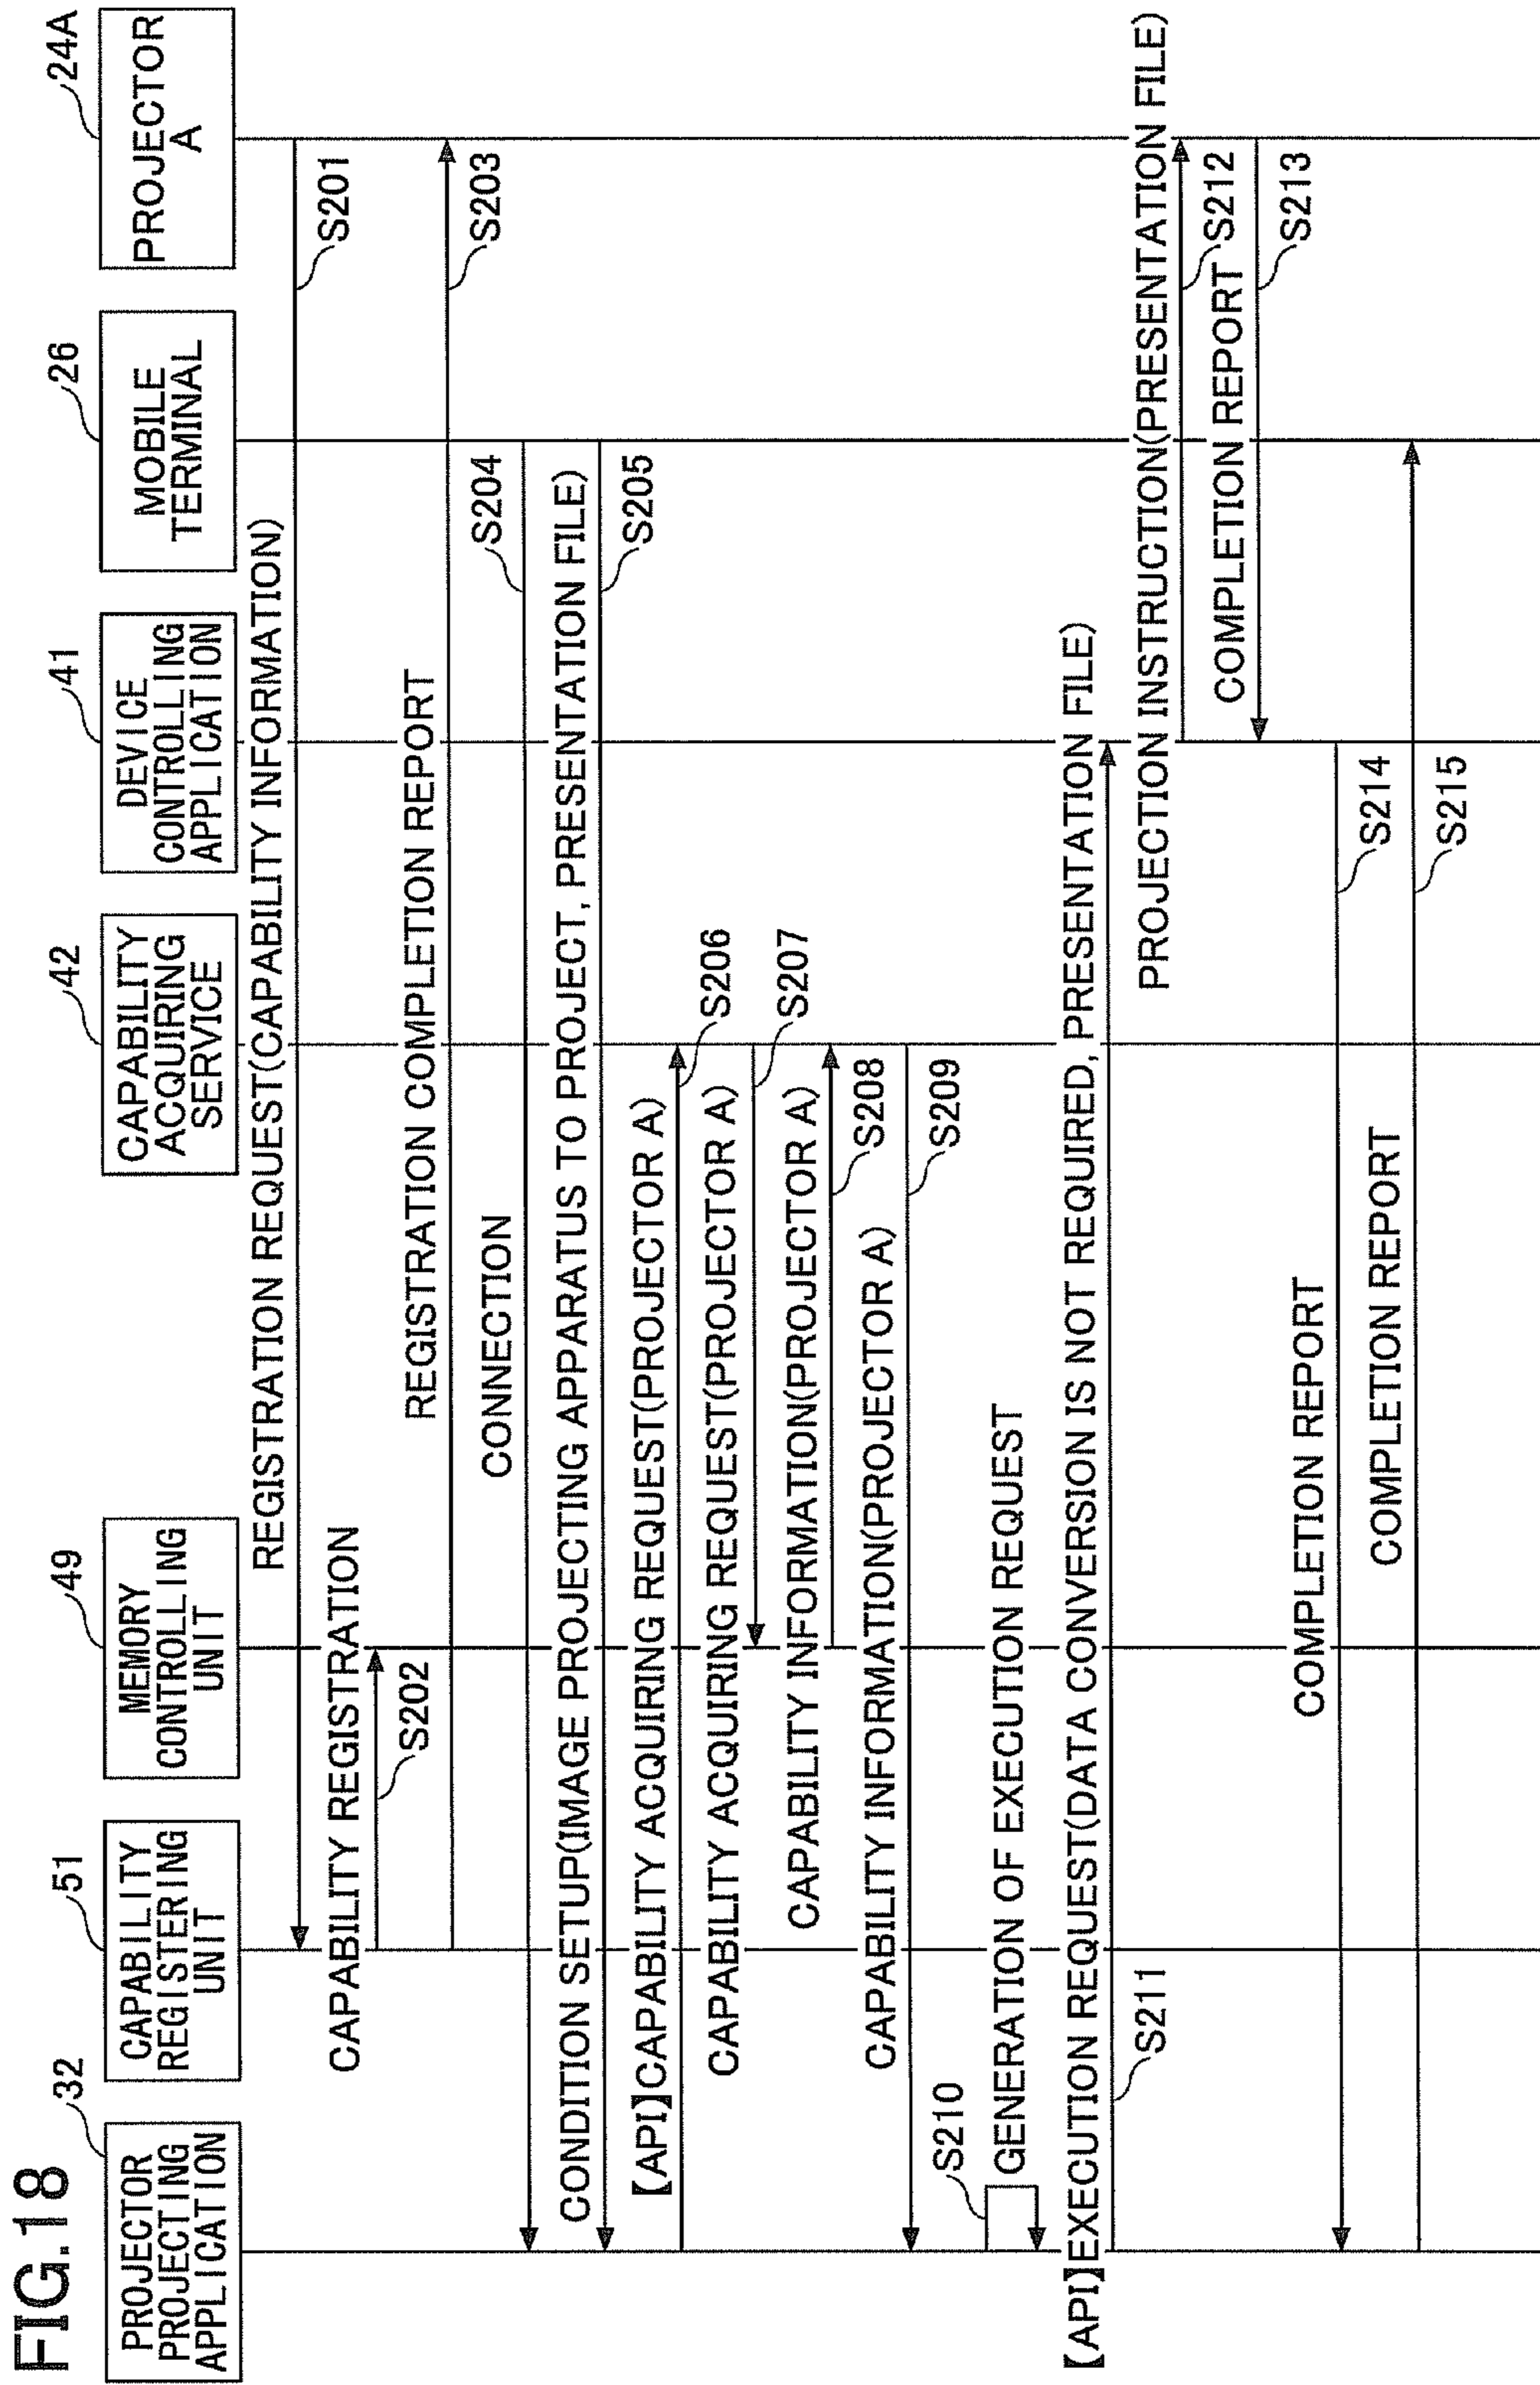 FIG.18
32
PROJECTOR
PROJECTING
APPLICATION
51
CAPABILITY
REGISTERING
UNIT
49
MEMORY
CONTROLLING
UNIT
42
CAPABILITY
ACQUIRING
SERVICE
41
DEVICE
CONTROLLING
APPLICATION
26
MOBILE
TERMINAL
24A
PROJECTOR
A
REGISTRATION REQUEST(CAPABILITY INFORMATION)
S201
CAPABILITY REGISTRATION
S202
REGISTRATION COMPLETION REPORT
S203
CONNECTION
S204
CONDITION SETUP(IMAGE PROJECTING APPARATUS TO PROJECT, PRESENTATION FILE)
S205
【API】CAPABILITY ACQUIRING REQUEST(PROJECTOR A)
S206
CAPABILITY ACQUIRING REQUEST(PROJECTOR A)
S207
CAPABILITY INFORMATION(PROJECTOR A)
S208
CAPABILITY INFORMATION(PROJECTOR A)
S209
S210
GENERATION OF EXECUTION REQUEST
【API】EXECUTION REQUEST(DATA CONVERSION IS NOT REQUIRED, PRESENTATION FILE)
S211
PROJECTION INSTRUCTION(PRESENTATION FILE)
S212
COMPLETION REPORT
S213
COMPLETION REPORT
S214
COMPLETION REPORT
S215